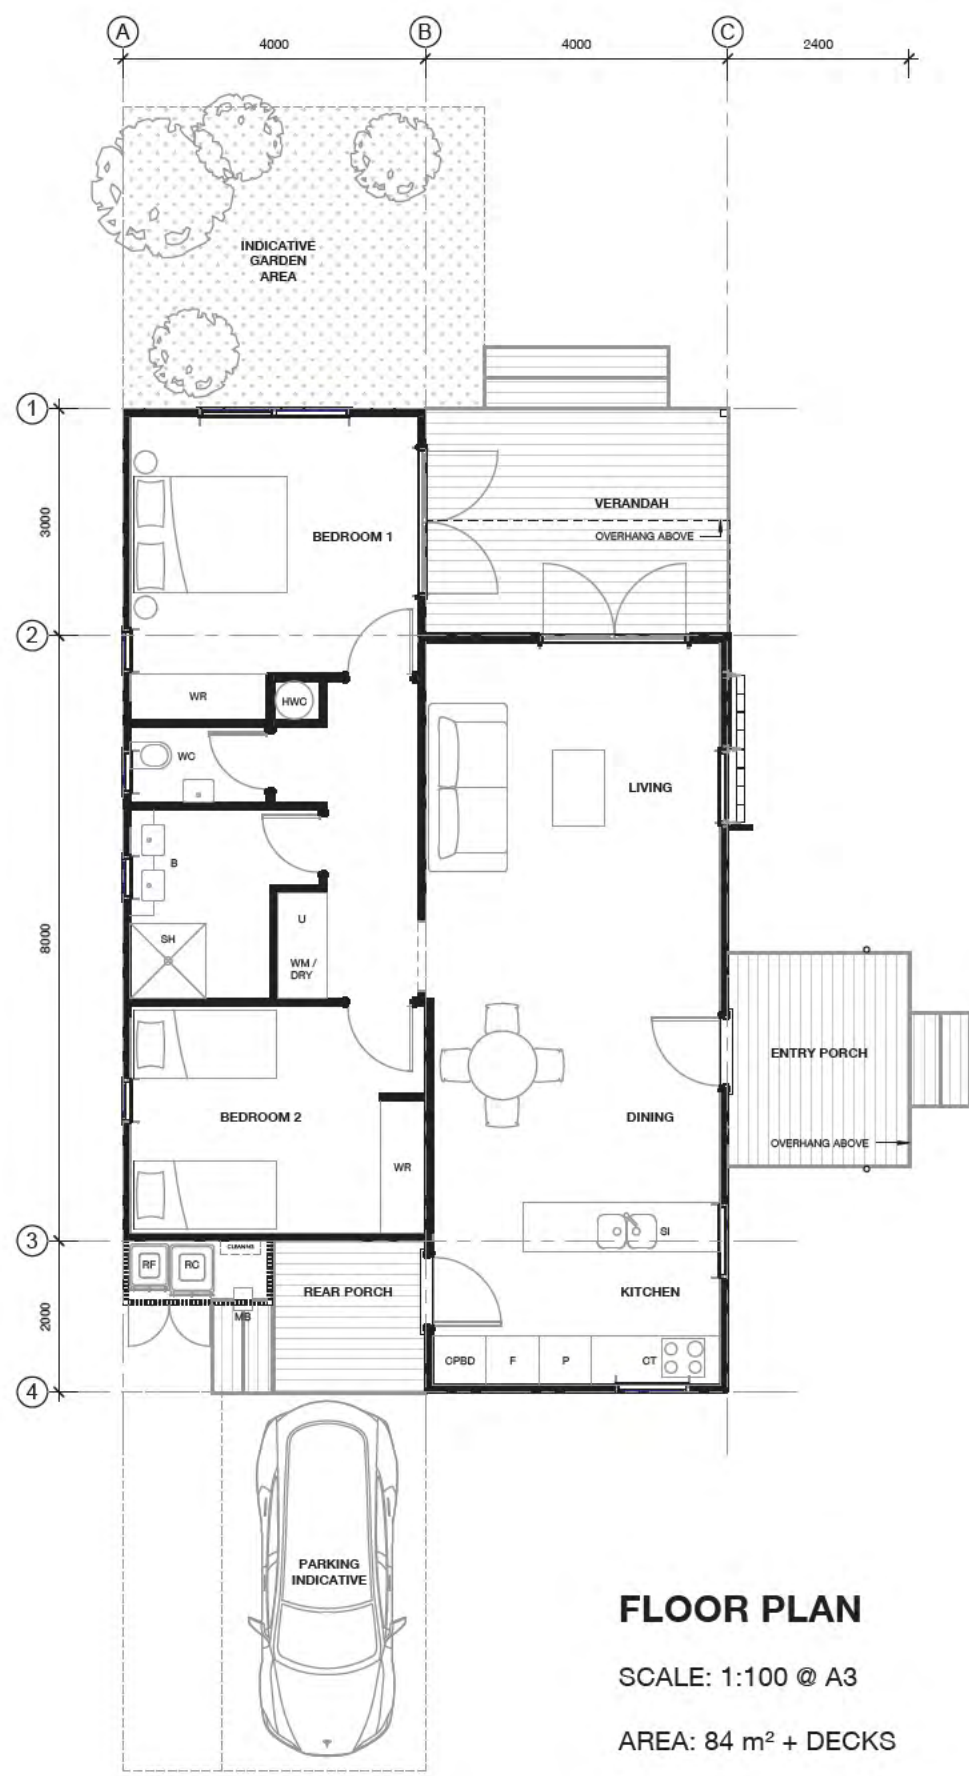 A
B
C
4000
4000
2400
INDICATIVE
GARDEN
AREA
1
VERANDAH
3000
OVERHANG ABOVE
BEDROOM 1
2
WR
HWC
WC
LIVING
B
U
SH
8000
WM /
DRY
ENTRY PORCH
BEDROOM 2
DINING
OVERHANG ABOVE
WR
SI
3
RF
RC
REAR PORCH
KITCHEN
2000
MB
CPBD
F
P
CT
4
PARKING
INDICATIVE
FLOOR PLAN
SCALE: 1:100 @ A3
AREA: 84 m² + DECKS